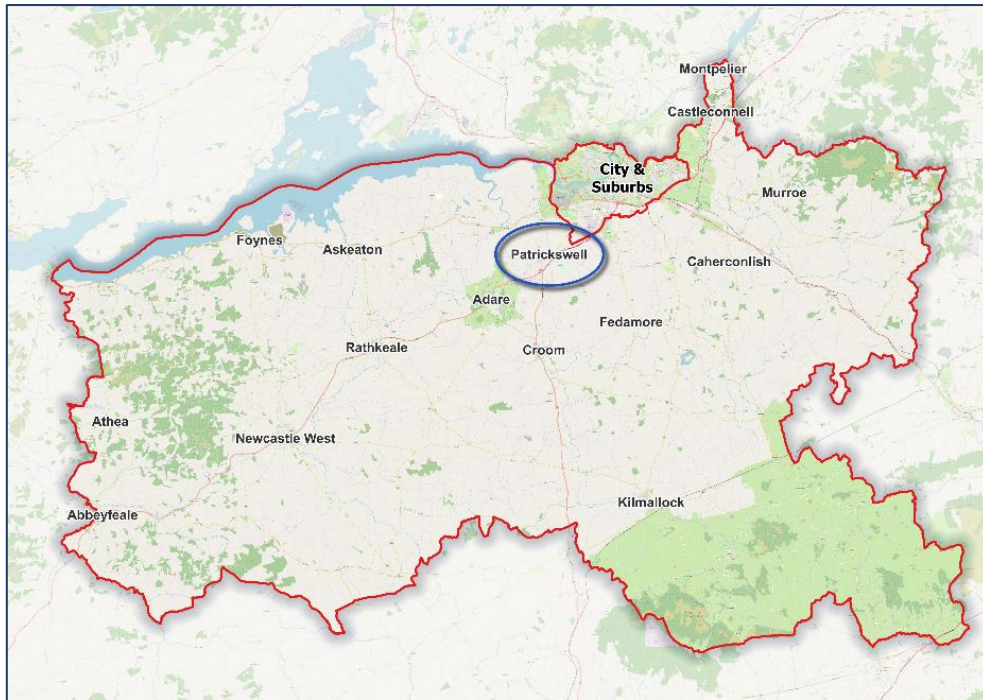 Montpelier
Castleconnell
City &
Suburbs
Murroe
Foynes
Askeaton
Patrickswell
Caherconlish
Adare
Fedamore
Rathkeale
Croom
Athea
Newcastle West
Kilmallock
Abbeyfeale